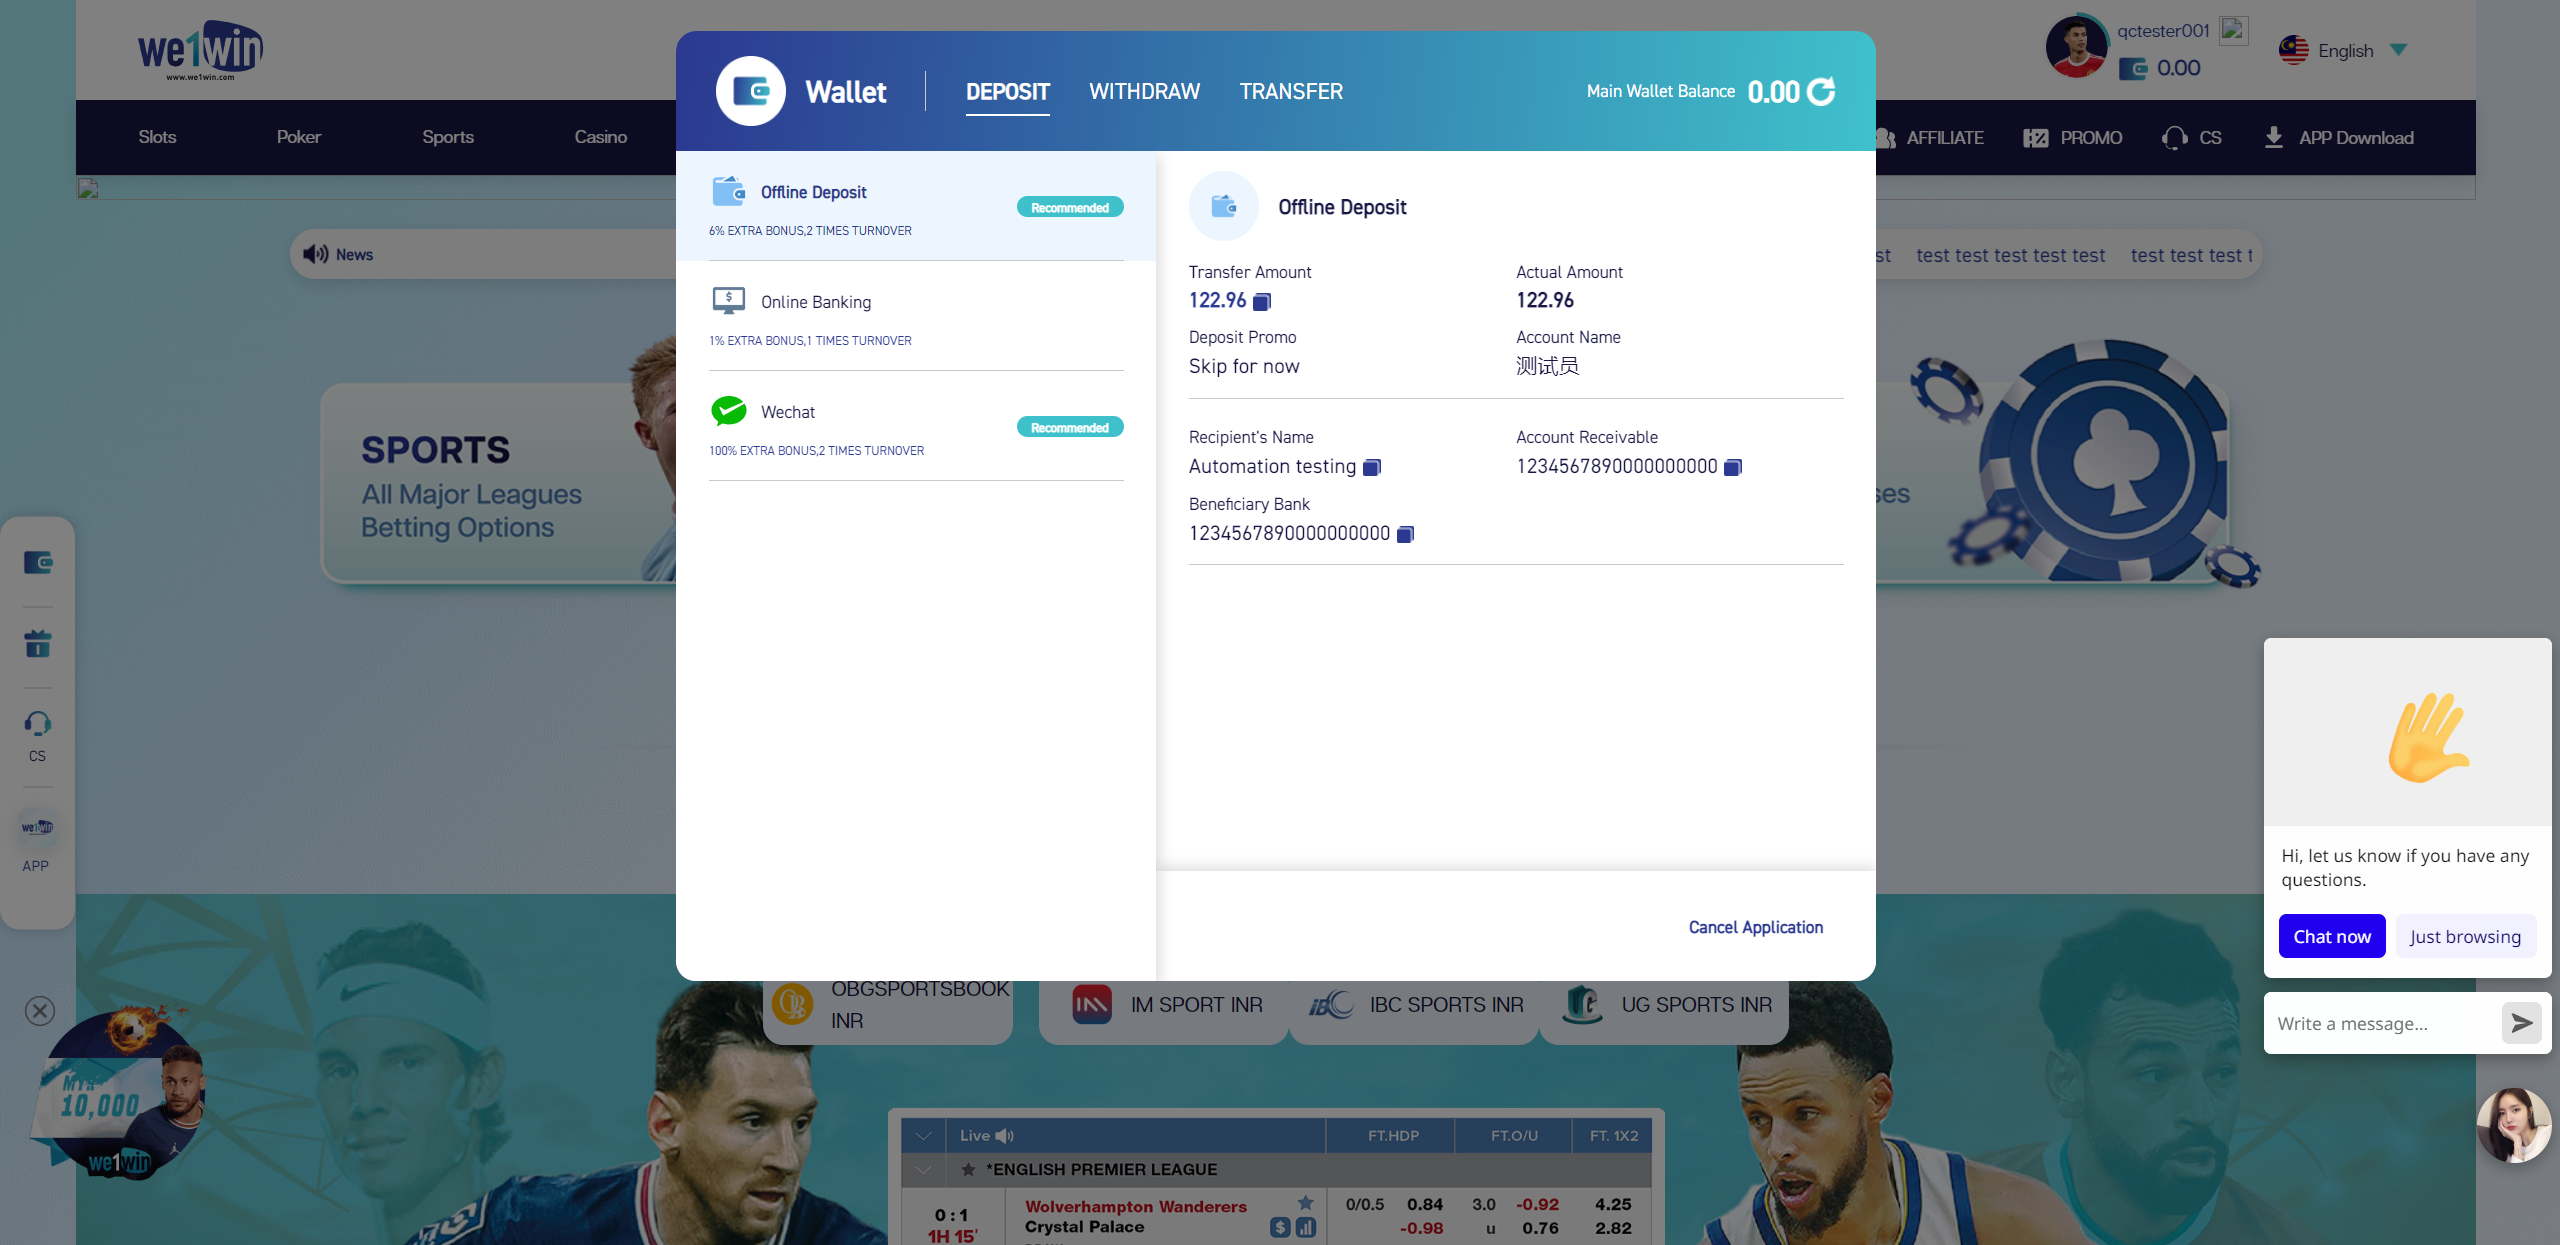 we1win
www.we1win.com
qctester001
0.00
English
Slots
Poker
Sports
Casino
AFFILIATE
PROMO
CS
APP Download
Wallet
DEPOSIT
WITHDRAW
TRANSFER
Main Wallet Balance 0.00
News
test test test test test
test test test
Offline Deposit
Recommended
6% EXTRA BONUS,2 TIMES TURNOVER
Online Banking
1% EXTRA BONUS,1 TIMES TURNOVER
Wechat
Recommended
100% EXTRA BONUS,2 TIMES TURNOVER
Offline Deposit
Transfer Amount
122.96
Actual Amount
122.96
Deposit Promo
Skip for now
Account Name
测试员
Recipient's Name
Automation testing
Account Receivable
1234567890000000000
Beneficiary Bank
1234567890000000000
Cancel Application
SPORTS
All Major Leagues
Betting Options
CS
we1win
APP
Hi, let us know if you have any
questions.
Chat now
Just browsing
Write a message...
OBGSPORTSBOOK
INR
IM SPORT INR
IBC SPORTS INR
UG SPORTS INR
MYR
10,000
we1win
Live
FT.HDP
FT.O/U
FT. 1X2
*ENGLISH PREMIER LEAGUE
0 : 1
1H 15'
Wolverhampton Wanderers
Crystal Palace
0/0.5 0.84 3.0 -0.92 4.25
-0.98 u 0.76 2.82